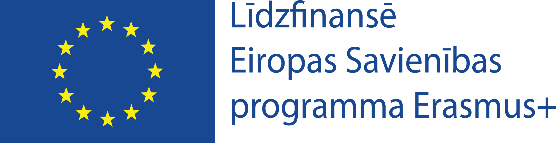 Līdzfinansē
Eiropas Savienības
programma Erasmus+